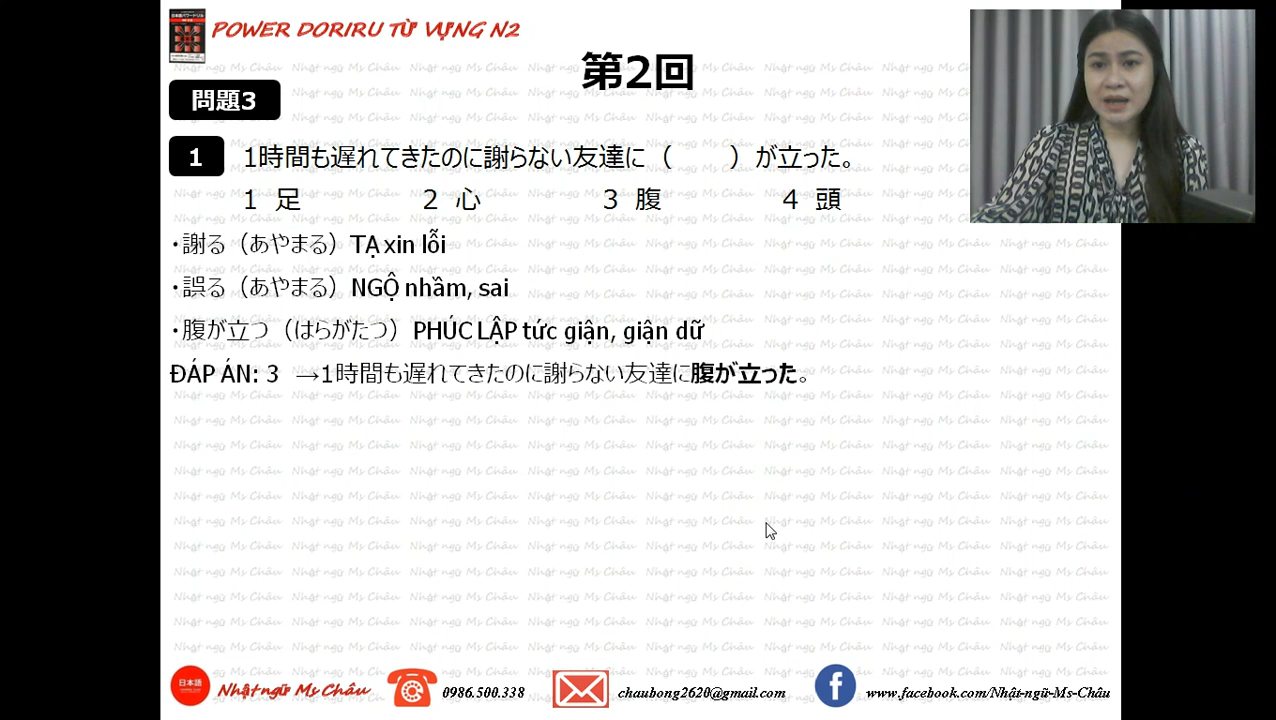 POWER DORIRU TỪ VỰNG N2
第2回
問題3
1 1時間も遅れてきたのに謝らない友達に（　　）が立った。
1 足 2 心 3 腹 4 頭
・謝る（あやまる）TẠ xin lỗi
・誤る（あやまる）NGỘ nhầm, sai
・腹が立つ（はらがたつ）PHÚC LẬP tức giận, giận dữ
ĐÁP ÁN: 3 →1時間も遅れてきたのに謝らない友達に腹が立った。
日本語 Nhật ngữ Ms Châu 0986.500.338 chaubong2620@gmail.com www.facebook.com/Nhật-ngữ-Ms-Châu